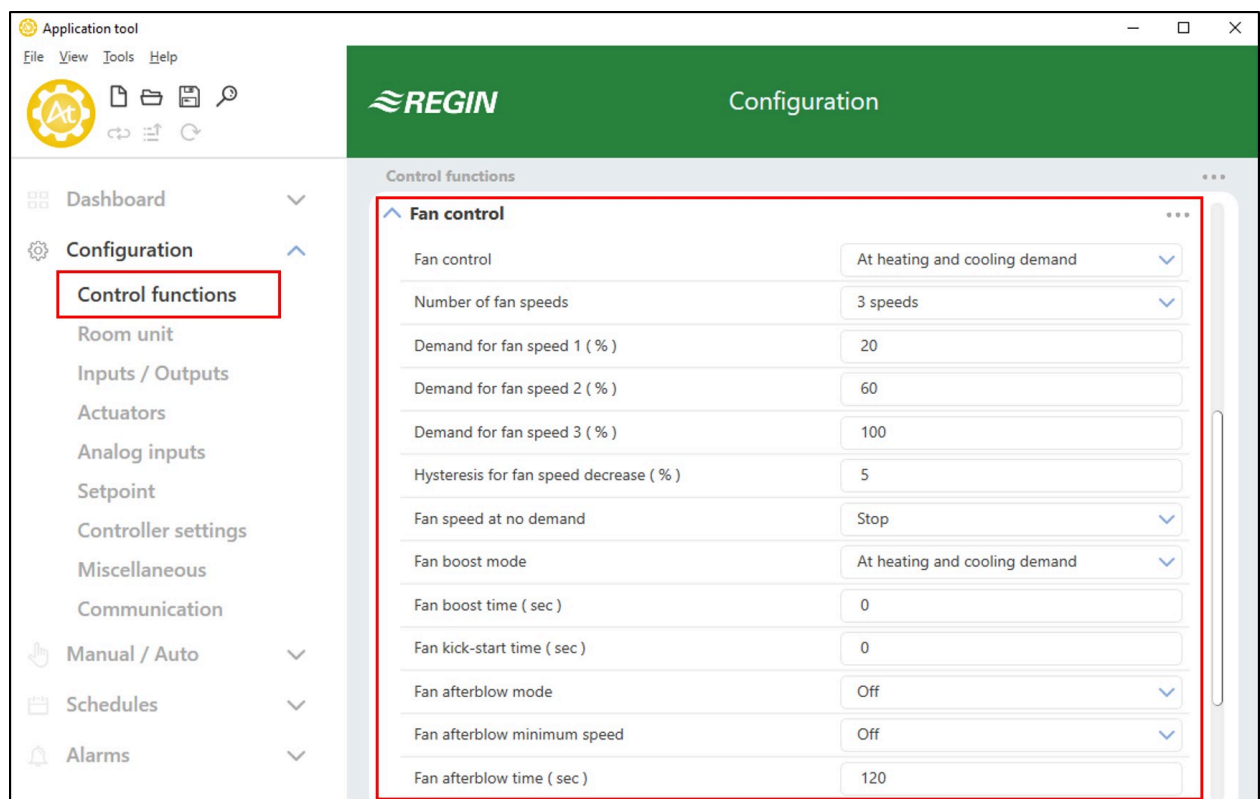 Application tool
File View Tools Help
At
REGIN
Configuration
Dashboard
Configuration
Control functions
Room unit
Inputs / Outputs
Actuators
Analog inputs
Setpoint
Controller settings
Miscellaneous
Communication
Manual / Auto
Schedules
Alarms
Control functions
Fan control
Fan control At heating and cooling demand
Number of fan speeds 3 speeds
Demand for fan speed 1 ( % ) 20
Demand for fan speed 2 ( % ) 60
Demand for fan speed 3 ( % ) 100
Hysteresis for fan speed decrease ( % ) 5
Fan speed at no demand Stop
Fan boost mode At heating and cooling demand
Fan boost time ( sec ) 0
Fan kick-start time ( sec ) 0
Fan afterblow mode Off
Fan afterblow minimum speed Off
Fan afterblow time ( sec ) 120